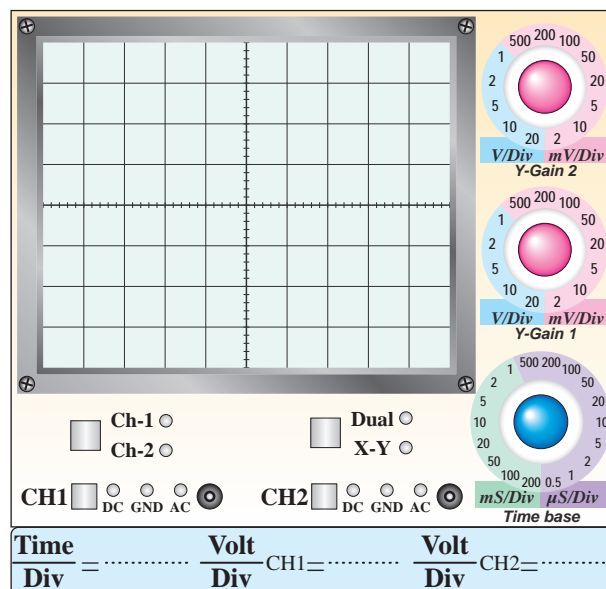 500 200 100
1 50
2 20
5 10
10 2
20
V/Div mV/Div
Y-Gain 2
500 200 100
1 50
2 20
5 10
10 2
20
V/Div mV/Div
Y-Gain 1
1 500 200
2 100
5 50
10 20
20 10
50 5
100 2
200 0.5 1
mS/Div µS/Div
Time base
Ch-1
Ch-2
Dual
X-Y
CH1 DC GND AC
CH2 DC GND AC
Time/Div = ............ Volt/Div CH1= ............ Volt/Div CH2= ............